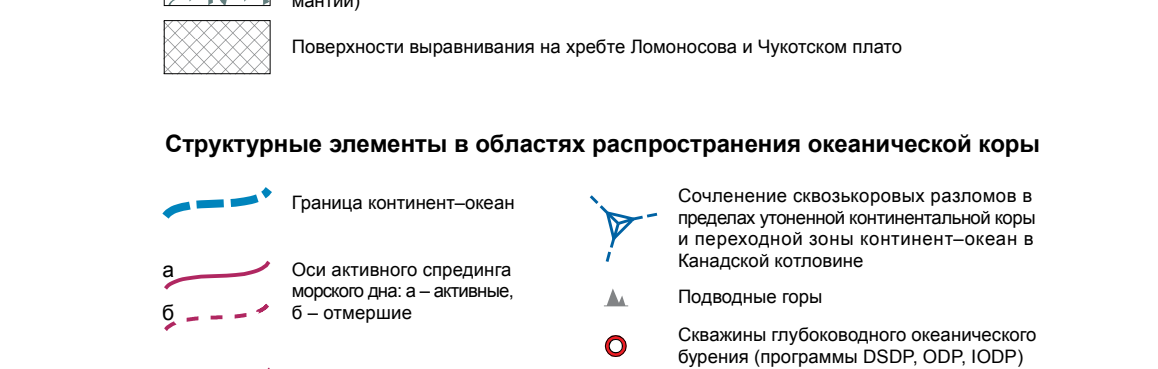 мантии)
Поверхности выравнивания на хребте Ломоносова и Чукотском плато
Структурные элементы в областях распространения океанической коры
Граница континент–океан
а
б
Оси активного спрединга
морского дна: а – активные,
б – отмершие
Сочленение сквозькоровых разломов в
пределах утоненной континентальной коры
и переходной зоны континент–океан в
Канадской котловине
Подводные горы
Скважины глубоководного океанического
бурения (программы DSDP, ODP, IODP)